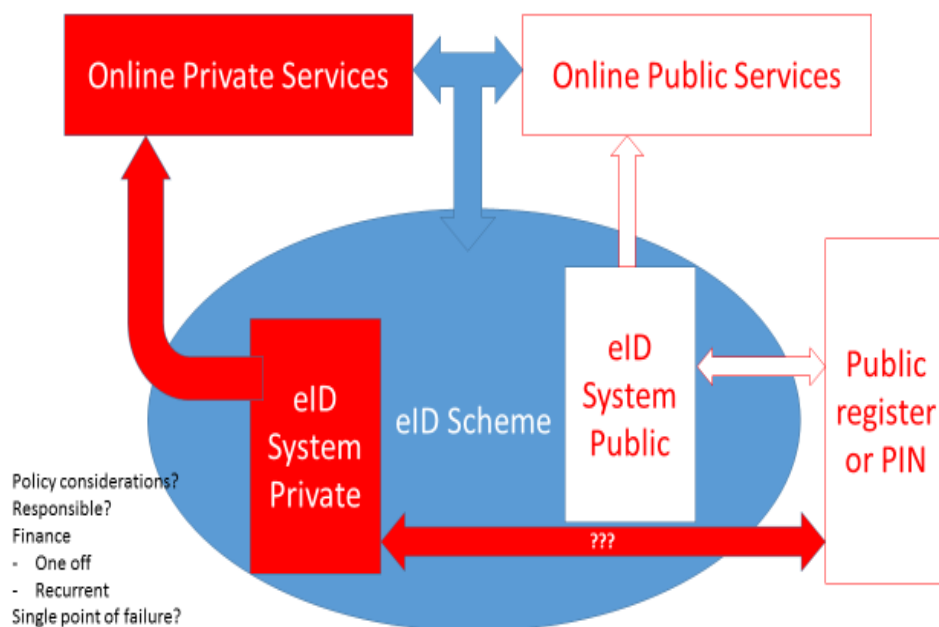 Online Private Services
Online Public Services
eID
System
Private
eID Scheme
eID
System
Public
Public
register
or PIN
???
Policy considerations?
Responsible?
Finance
- One off
- Recurrent
Single point of failure?